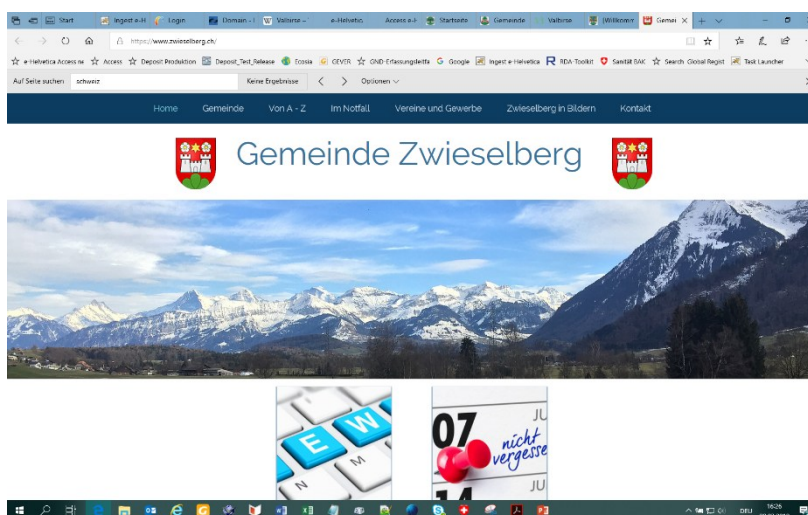 Start Ingest e-H Login Domain - I Valbirse - e-Helvetic Access e-H Startseite Gemeinde Valbirse (Willkomm Gemei
https://www.zwieselberg.ch/
e-Helvetica Access ne Access Deposit Produktion Deposit_Test_Release Ecosia GEVER GND-Erfassungsleitfa Google Ingest e-Helvetica RDA-Toolkit Sanität BAK Search Global Regist Task Launcher
Auf Seite suchen schweiz Keine Ergebnisse Optionen
Home Gemeinde Von A - Z Im Notfall Vereine und Gewerbe Zwieselberg in Bildern Kontakt
Gemeinde Zwieselberg
E W
N M
07 JU
nicht
vergesse
14 JU
DEU 16:26